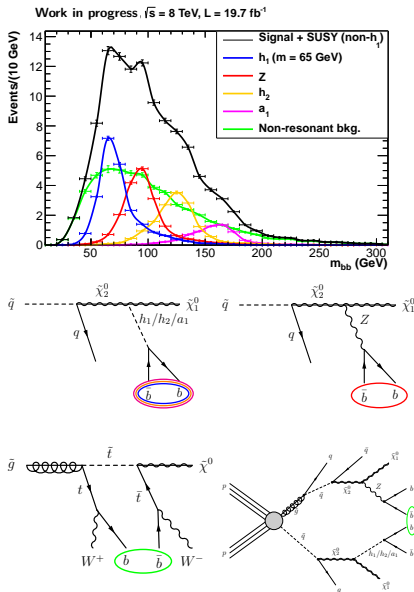 Work in progress, √s = 8 TeV, L = 19.7 fb⁻¹
Events/(10 GeV)
14
12
10
8
6
4
2
0
Signal + SUSY (non-h₁)
h₁ (m = 65 GeV)
Z
h₂
a₁
Non-resonant bkg.
50 100 150 200 250 300
m_bb (GeV)
q̃ χ̃⁰₂ χ̃⁰₁
h₁/h₂/a₁
q
b̄ b
q̃ χ̃⁰₂ χ̃⁰₁
Z
q
b̄ b
g̃ t̃ χ̃⁰
t t̄
W⁺ b b̄ W⁻
q q χ̃⁰₁
p g̃ q̃ χ̃⁰₂ Z b
b̄
p q̃ χ̃⁰₂ h₁/h₂/a₁ b
b̄
q χ̃⁰₁